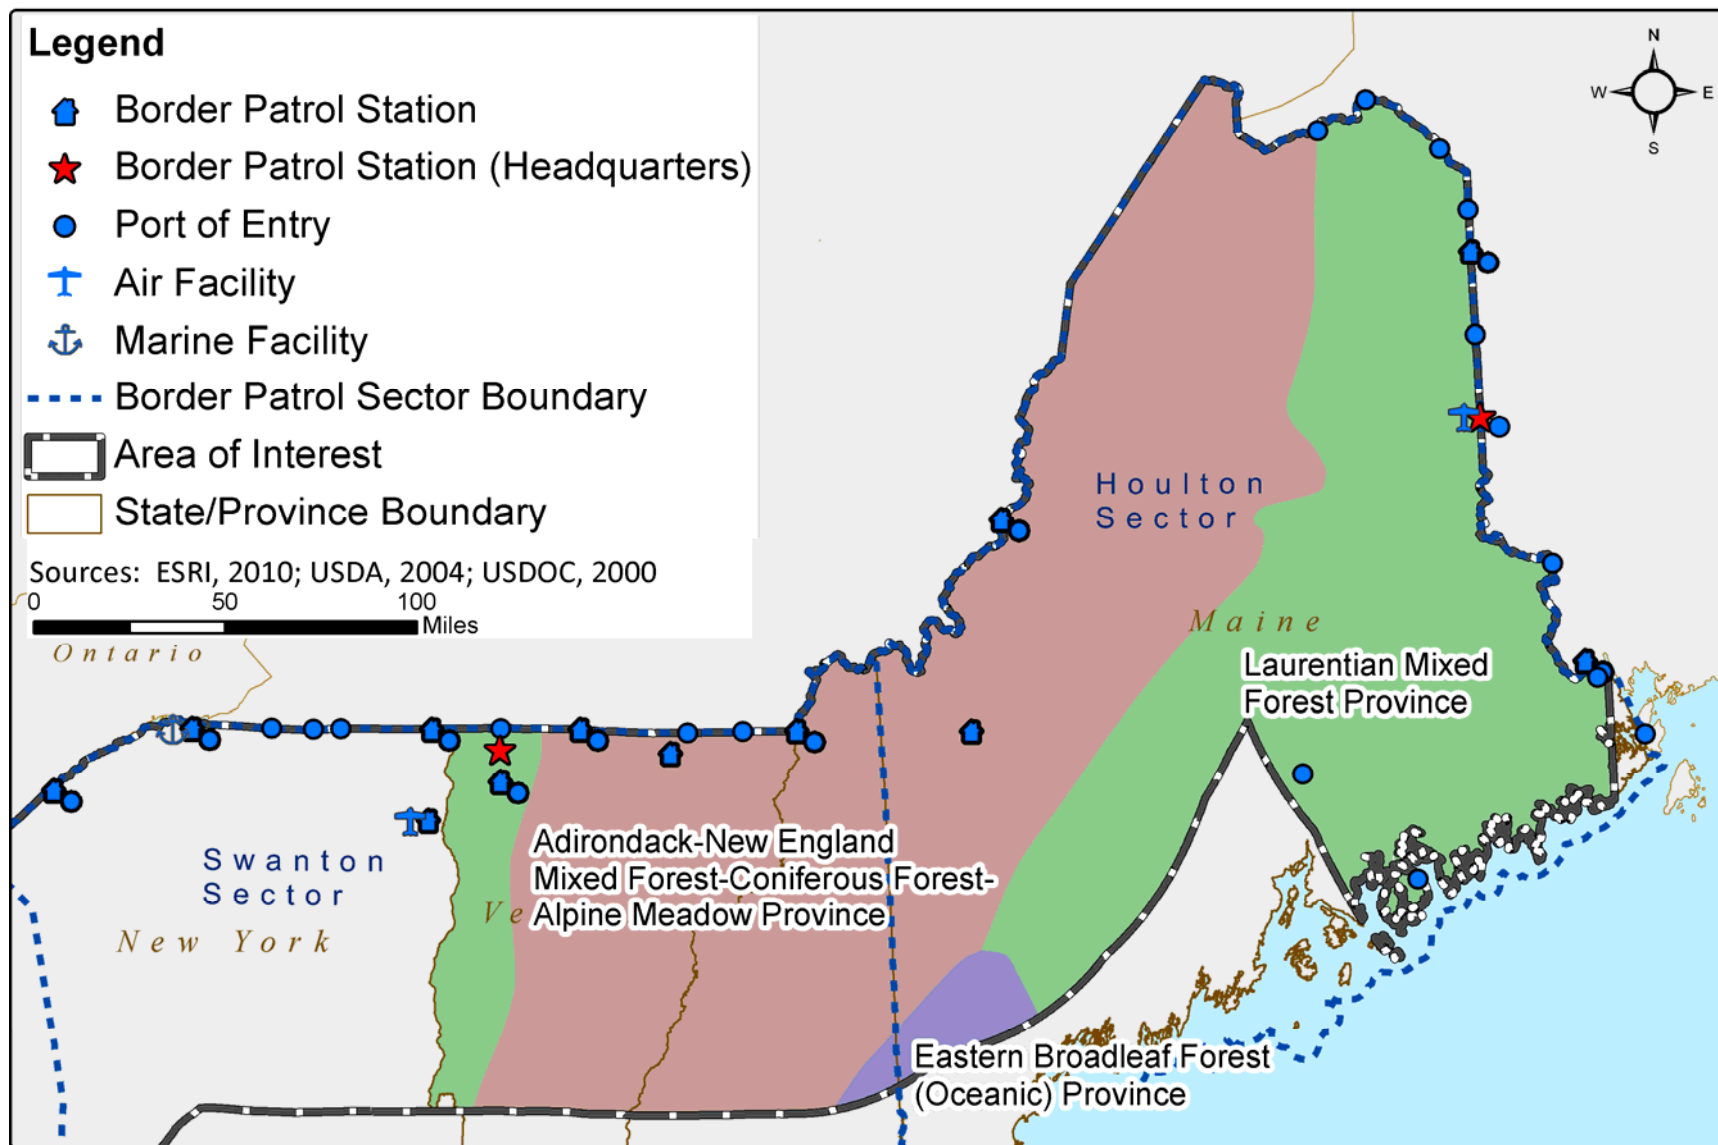 Legend
Border Patrol Station
Border Patrol Station (Headquarters)
Port of Entry
Air Facility
Marine Facility
Border Patrol Sector Boundary
Area of Interest
State/Province Boundary
Sources: ESRI, 2010; USDA, 2004; USDOC, 2000
0 50 100
Miles
N
W E
S
Ontario
Houlton
Sector
Maine
Laurentian Mixed
Forest Province
Swanton
Sector
New York
Ve
Adirondack-New England
Mixed Forest-Coniferous Forest-
Alpine Meadow Province
Eastern Broadleaf Forest
(Oceanic) Province